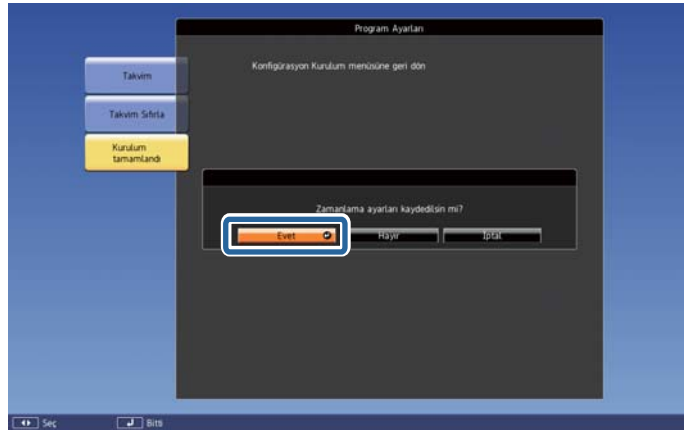 Program Ayarları
Takvim
Konfigürasyon Kurulum menüsüne geri dön
Takvim Sıfırla
Kurulum
tamamlandı
Zamanlama ayarları kaydedilsin mi?
Evet
Hayır
İptal
Seç
Bitti